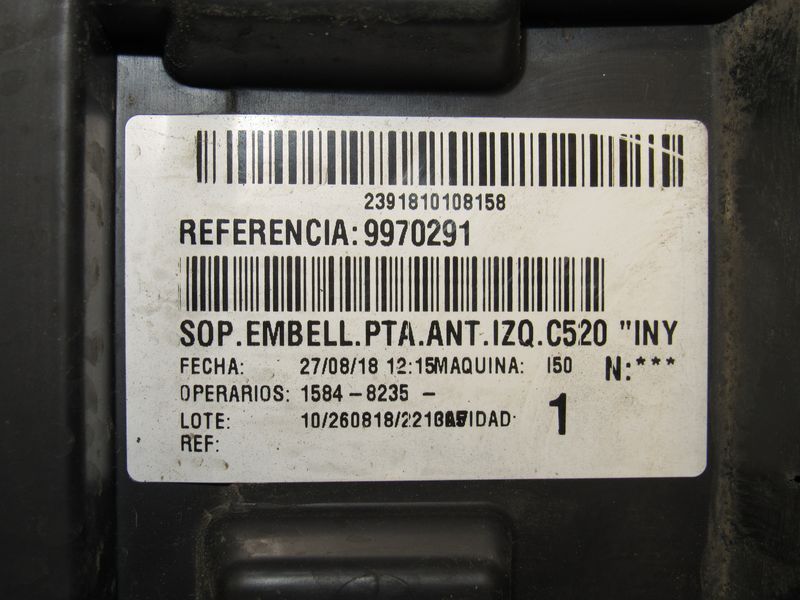 2391810108158
REFERENCIA: 9970291
SOP.EMBELL.PTA.ANT.IZQ.C520 "INY
FECHA: 27/08/18 12:15 MAQUINA: I50 N:***
OPERARIOS: 1584 - 8235 -
LOTE: 1
REF: